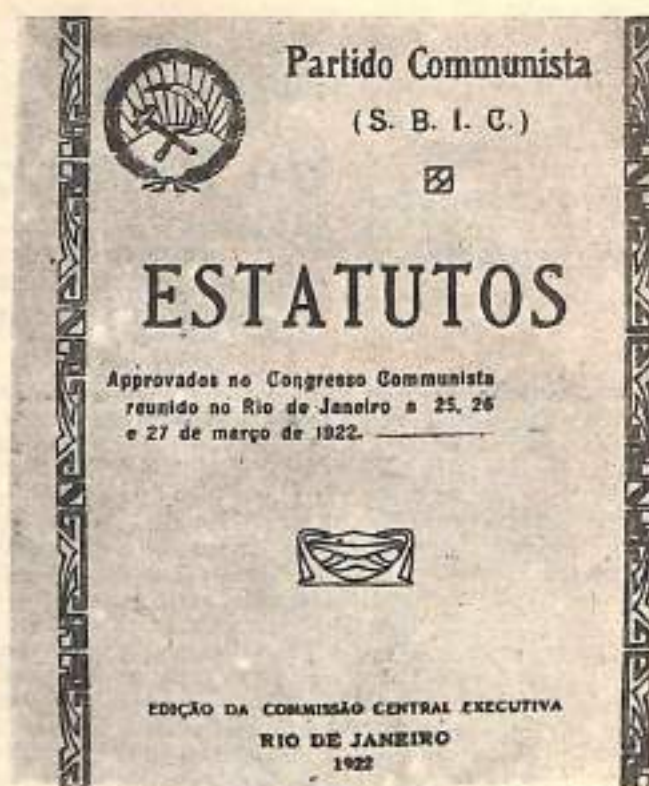 Partido Communista
(S. B. I. C.)
ESTATUTOS
Approvados no Congresso Communista
reunido no Rio de Janeiro a 25, 26
e 27 de março de 1922.
EDIÇÃO DA COMMISSÃO CENTRAL EXECUTIVA
RIO DE JANEIRO
1922